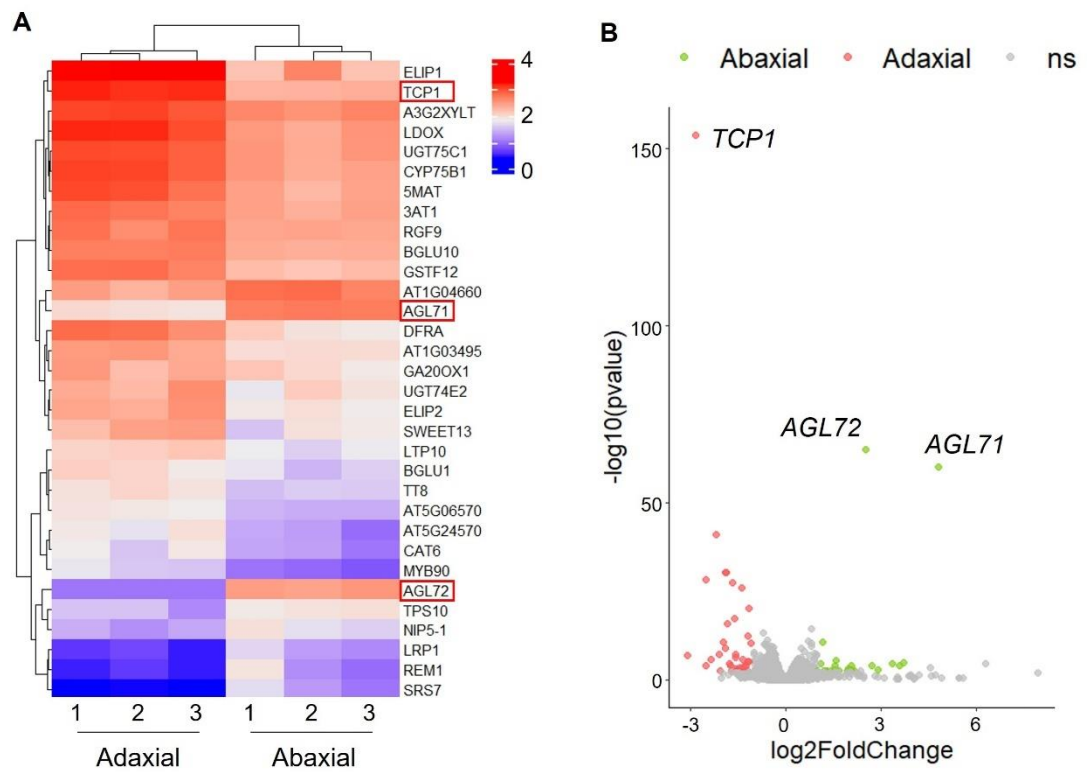 A
ELIP1
TCP1
A3G2XYLT
LDOX
UGT75C1
CYP75B1
5MAT
3AT1
RGF9
BGLU10
GSTF12
AT1G04660
AGL71
DFRA
AT1G03495
GA20OX1
UGT74E2
ELIP2
SWEET13
LTP10
BGLU1
TT8
AT5G06570
AT5G24570
CAT6
MYB90
AGL72
TPS10
NIP5-1
LRP1
REM1
SRS7
4
2
0
1 2 3 1 2 3
Adaxial Abaxial
B
Abaxial Adaxial ns
TCP1
AGL72
AGL71
150
100
50
0
-log10(pvalue)
-3 0 3 6
log2FoldChange